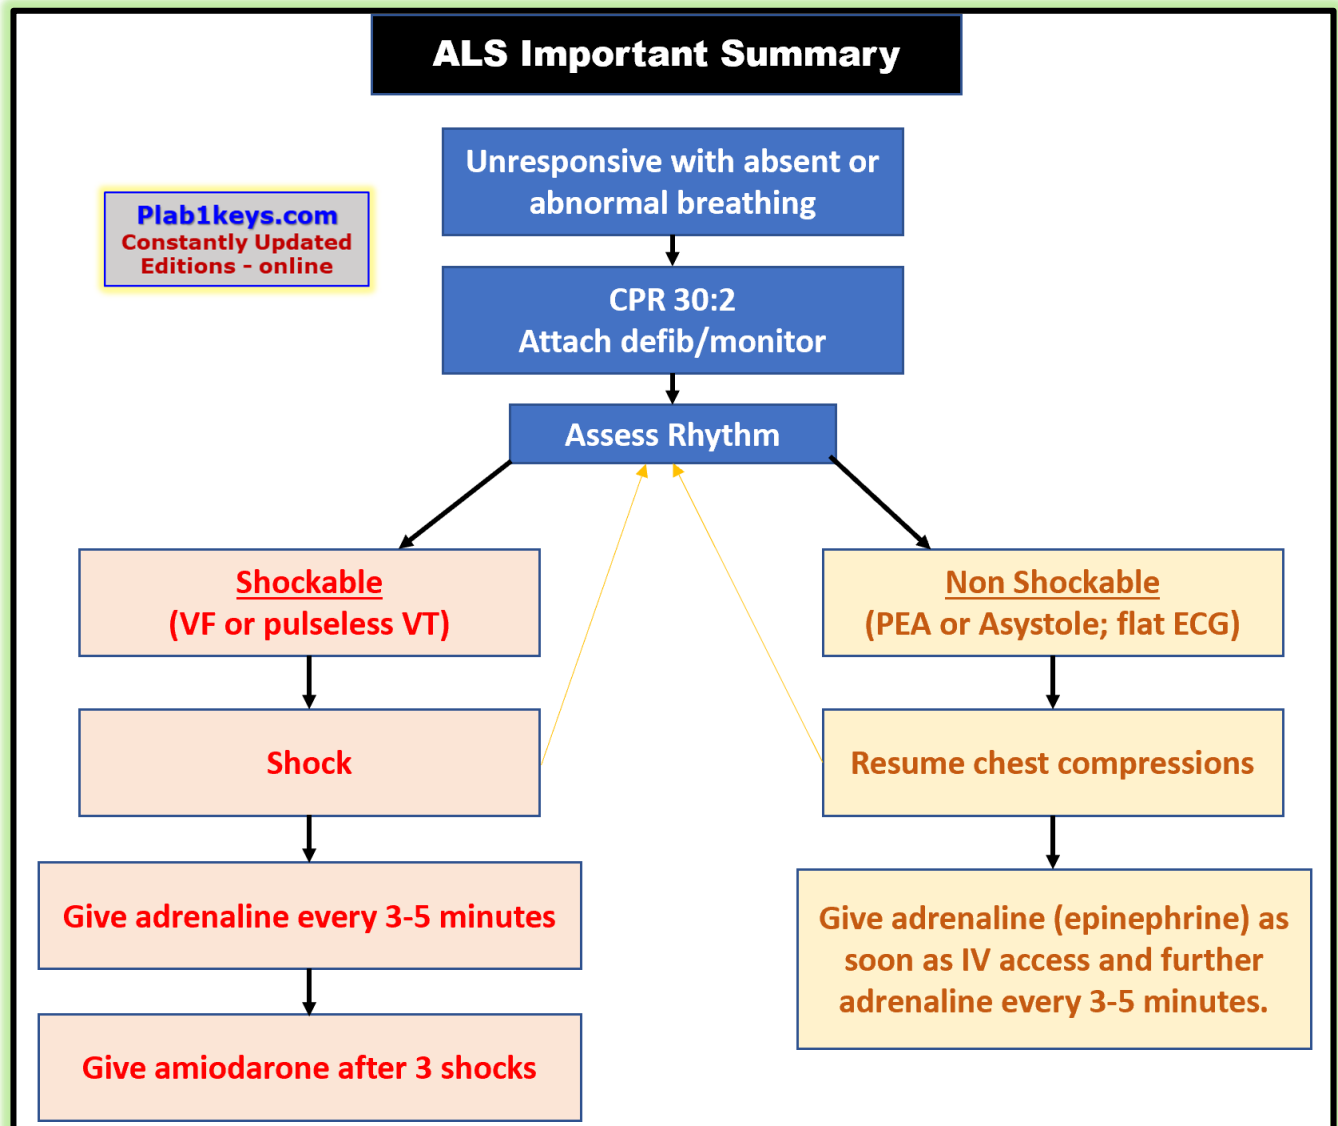 ALS Important Summary
Unresponsive with absent or
abnormal breathing
Plab1keys.com
Constantly Updated
Editions - online
CPR 30:2
Attach defib/monitor
Assess Rhythm
Shockable
(VF or pulseless VT)
Non Shockable
(PEA or Asystole; flat ECG)
Shock
Resume chest compressions
Give adrenaline every 3-5 minutes
Give adrenaline (epinephrine) as
soon as IV access and further
adrenaline every 3-5 minutes.
Give amiodarone after 3 shocks